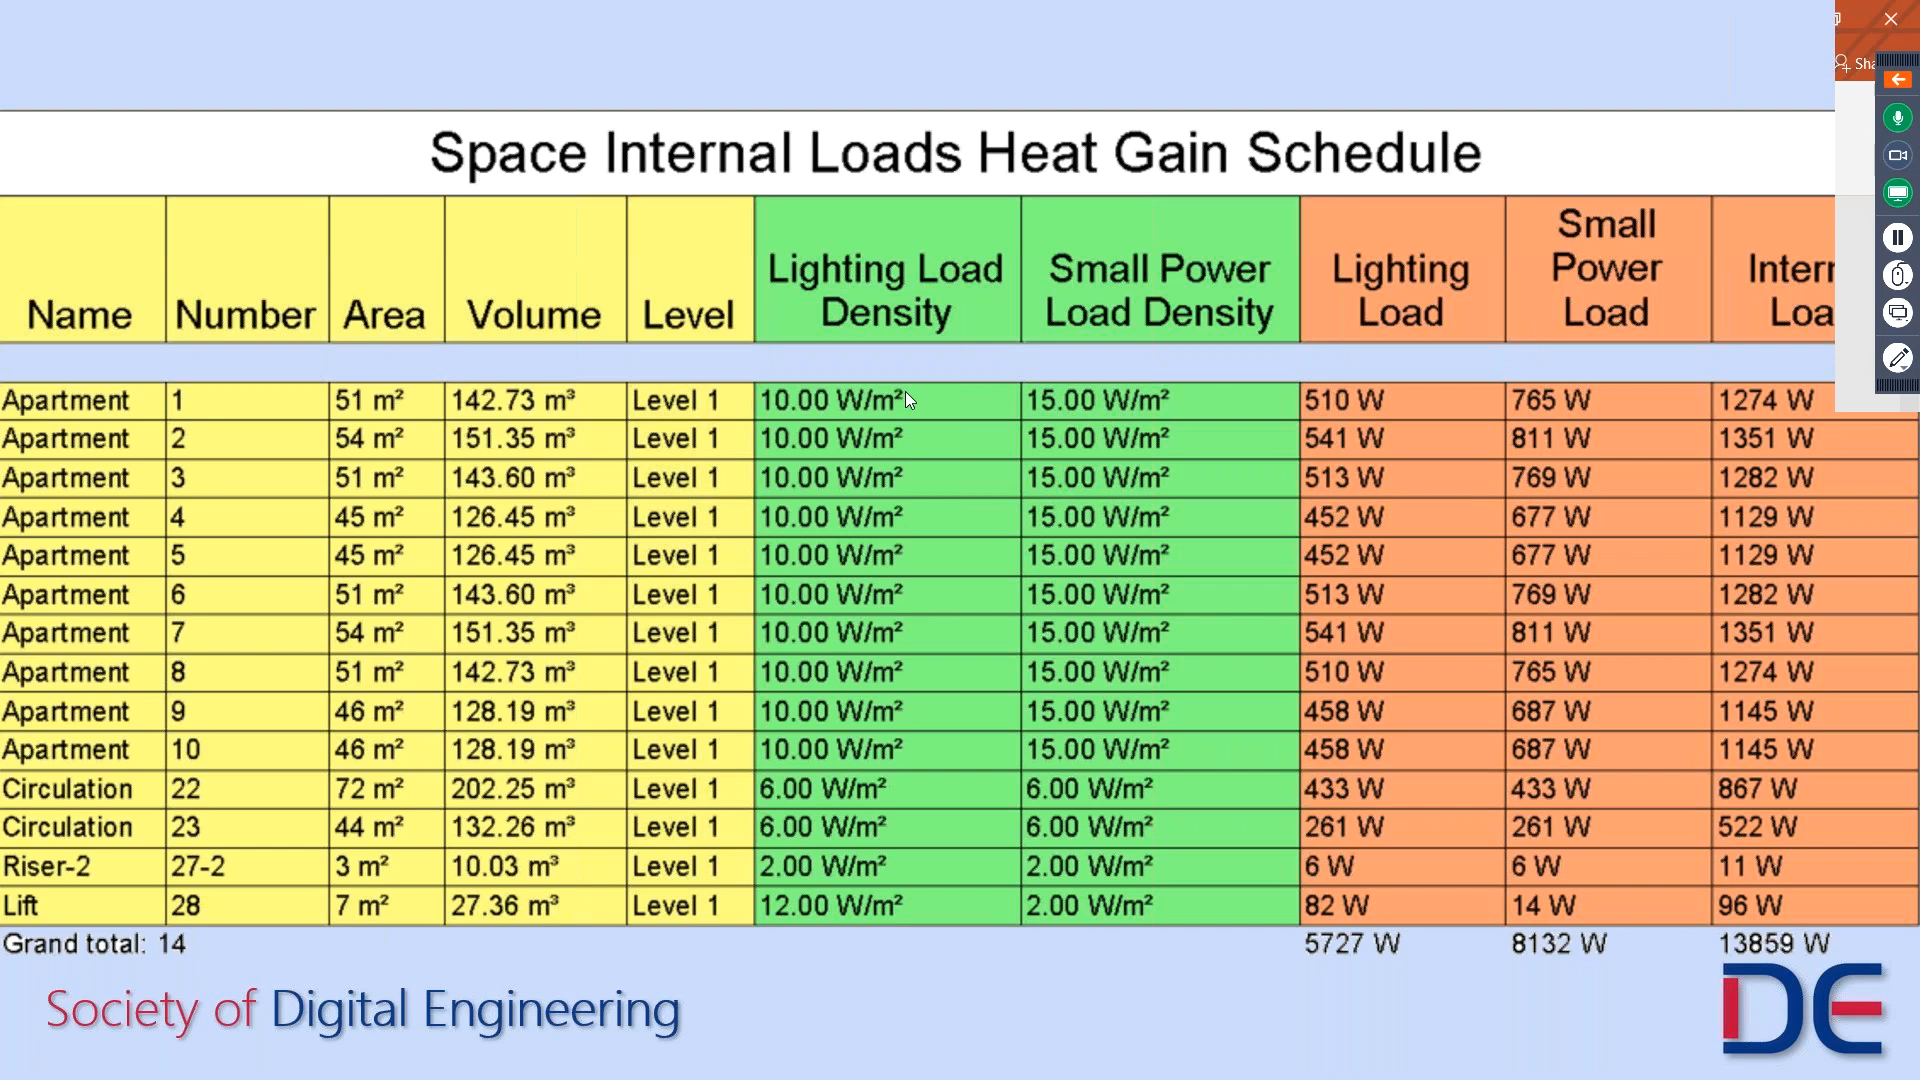 Sha
Space Internal Loads Heat Gain Schedule
Name Number Area Volume Level Lighting Load Density Small Power Load Density Lighting Load Small Power Load Intern Loa
Apartment 1 51 m² 142.73 m³ Level 1 10.00 W/m² 15.00 W/m² 510 W 765 W 1274 W
Apartment 2 54 m² 151.35 m³ Level 1 10.00 W/m² 15.00 W/m² 541 W 811 W 1351 W
Apartment 3 51 m² 143.60 m³ Level 1 10.00 W/m² 15.00 W/m² 513 W 769 W 1282 W
Apartment 4 45 m² 126.45 m³ Level 1 10.00 W/m² 15.00 W/m² 452 W 677 W 1129 W
Apartment 5 45 m² 126.45 m³ Level 1 10.00 W/m² 15.00 W/m² 452 W 677 W 1129 W
Apartment 6 51 m² 143.60 m³ Level 1 10.00 W/m² 15.00 W/m² 513 W 769 W 1282 W
Apartment 7 54 m² 151.35 m³ Level 1 10.00 W/m² 15.00 W/m² 541 W 811 W 1351 W
Apartment 8 51 m² 142.73 m³ Level 1 10.00 W/m² 15.00 W/m² 510 W 765 W 1274 W
Apartment 9 46 m² 128.19 m³ Level 1 10.00 W/m² 15.00 W/m² 458 W 687 W 1145 W
Apartment 10 46 m² 128.19 m³ Level 1 10.00 W/m² 15.00 W/m² 458 W 687 W 1145 W
Circulation 22 72 m² 202.25 m³ Level 1 6.00 W/m² 6.00 W/m² 433 W 433 W 867 W
Circulation 23 44 m² 132.26 m³ Level 1 6.00 W/m² 6.00 W/m² 261 W 261 W 522 W
Riser-2 27-2 3 m² 10.03 m³ Level 1 2.00 W/m² 2.00 W/m² 6 W 6 W 11 W
Lift 28 7 m² 27.36 m³ Level 1 12.00 W/m² 2.00 W/m² 82 W 14 W 96 W
Grand total: 14 5727 W 8132 W 13859 W
Society of Digital Engineering
DE